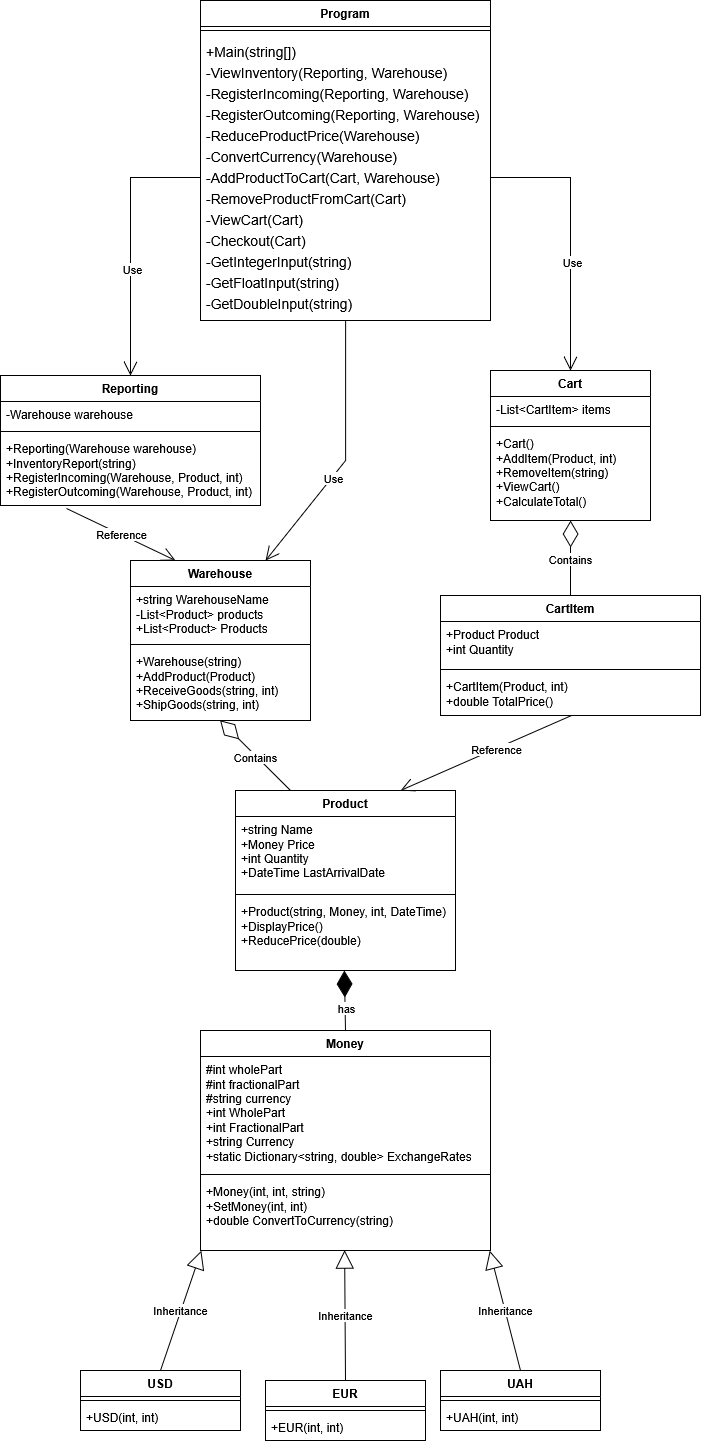 Program
+Main(string[])
-ViewInventory(Reporting, Warehouse)
-RegisterIncoming(Reporting, Warehouse)
-RegisterOutcoming(Reporting, Warehouse)
-ReduceProductPrice(Warehouse)
-ConvertCurrency(Warehouse)
-AddProductToCart(Cart, Warehouse)
-RemoveProductFromCart(Cart)
-ViewCart(Cart)
-Checkout(Cart)
-GetIntegerInput(string)
-GetFloatInput(string)
-GetDoubleInput(string)
Use
Use
Use
Reporting
-Warehouse warehouse
+Reporting(Warehouse warehouse)
+InventoryReport(string)
+RegisterIncoming(Warehouse, Product, int)
+RegisterOutcoming(Warehouse, Product, int)
Cart
-List<CartItem> items
+Cart()
+AddItem(Product, int)
+RemoveItem(string)
+ViewCart()
+CalculateTotal()
Reference
Contains
Warehouse
+string WarehouseName
-List<Product> products
+List<Product> Products
+Warehouse(string)
+AddProduct(Product)
+ReceiveGoods(string, int)
+ShipGoods(string, int)
CartItem
+Product Product
+int Quantity
+CartItem(Product, int)
+double TotalPrice()
Contains
Reference
Product
+string Name
+Money Price
+int Quantity
+DateTime LastArrivalDate
+Product(string, Money, int, DateTime)
+DisplayPrice()
+ReducePrice(double)
has
Money
#int wholePart
#int fractionalPart
#string currency
+int WholePart
+int FractionalPart
+string Currency
+static Dictionary<string, double> ExchangeRates
+Money(int, int, string)
+SetMoney(int, int)
+double ConvertToCurrency(string)
Inheritance
Inheritance
Inheritance
USD
+USD(int, int)
EUR
+EUR(int, int)
UAH
+UAH(int, int)